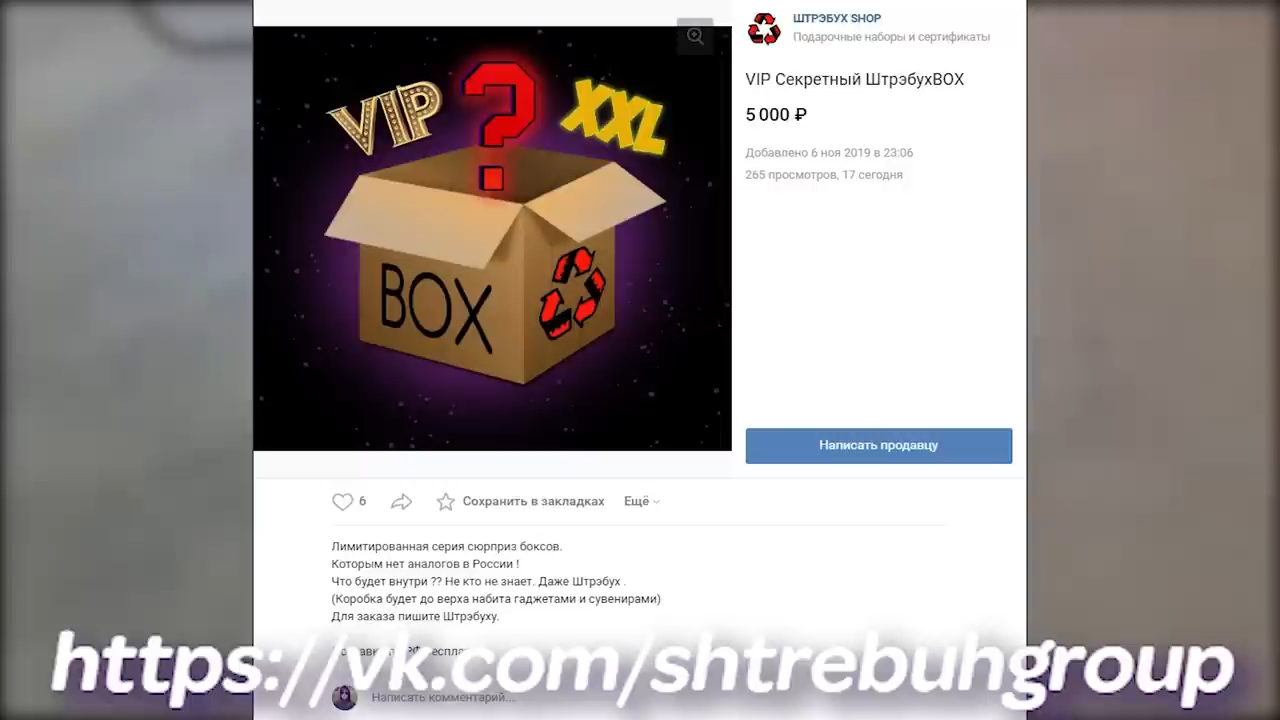 VIP
?
XXL
BOX
ШТРЭБУХ SHOP
Подарочные наборы и сертификаты
VIP Секретный ШтрэбухBOX
5 000 ₽
Добавлено 6 ноя 2019 в 23:06
265 просмотров, 17 сегодня
Написать продавцу
6
Сохранить в закладках
Ещё
Лимитированная серия сюрприз боксов.
Которым нет аналогов в России !
Что будет внутри ?? Не кто не знает. Даже Штрэбух .
(Коробка будет до верха набита гаджетами и сувенирами)
Для заказа пишите Штрэбуху.
https://vk.com/shtrebuhgroup
Написать комментарий...